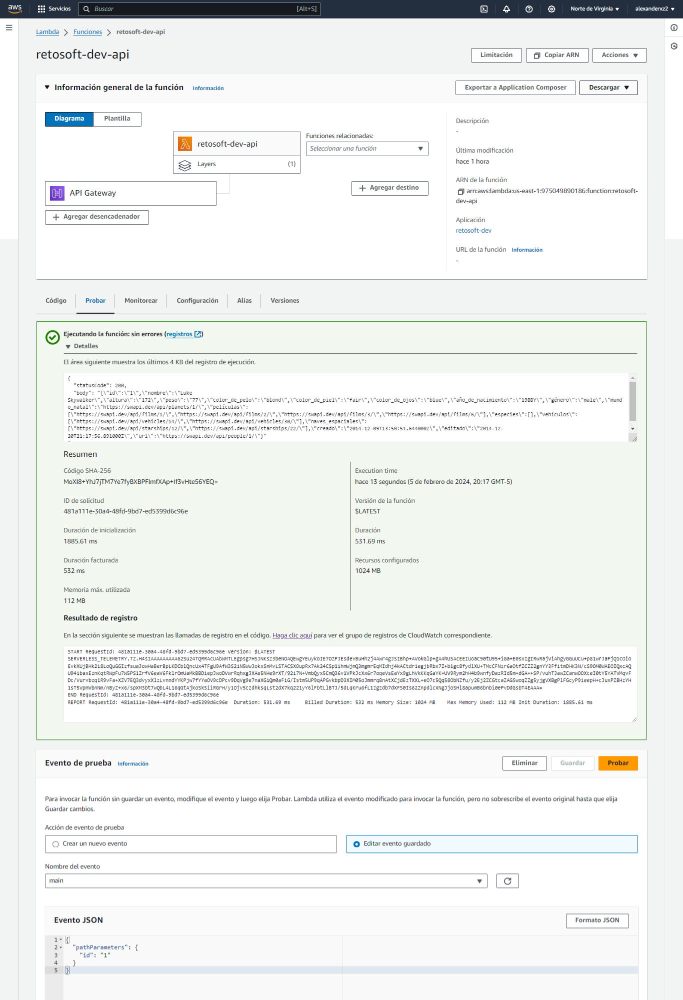 aws
Servicios
Buscar
[Alt+S]
Norte de Virginia
alexanderxz2
Lambda
Funciones
retosoft-dev-api
retosoft-dev-api
Limitación
Copiar ARN
Acciones
Información general de la función
Información
Exportar a Application Composer
Descargar
Diagrama
Plantilla
retosoft-dev-api
Layers
(1)
API Gateway
Agregar desencadenador
Funciones relacionadas:
Seleccionar una función
Agregar destino
Descripción
-
Última modificación
hace 1 hora
ARN de la función
arn:aws:lambda:us-east-1:975049890186:function:retosoft-
dev-api
Aplicación
retosoft-dev
URL de la función Información
-
Código
Probar
Monitorear
Configuración
Alias
Versiones
Ejecutando la función: sin errores (registros)
Detalles
El área siguiente muestra los últimos 4 KB del registro de ejecución.
{
"statusCode": 200,
"body": "{\"id\":\"1\",\"nombre\":\"Luke
Skywalker\",\"altura\":\"172\",\"peso\":\"77\",\"color_de_pelo\":\"blond\",\"color_de_piel\":\"fair\",\"color_de_ojos\":\"blue\",\"año_de_nacimiento\":\"19BBY\",\"género\":\"male\",\"mund
o_natal\":\"https://swapi.dev/api/planets/1/\",\"películas\":
[\"https://swapi.dev/api/films/1/\",\"https://swapi.dev/api/films/2/\",\"https://swapi.dev/api/films/3/\",\"https://swapi.dev/api/films/6/\"],\"especies\":[],\"vehículos\":
[\"https://swapi.dev/api/vehicles/14/\",\"https://swapi.dev/api/vehicles/30/\"],\"naves_espaciales\":
[\"https://swapi.dev/api/starships/12/\",\"https://swapi.dev/api/starships/22/\"],\"creado\":\"2014-12-09T13:50:51.644000Z\",\"editado\":\"2014-12-
20T21:17:56.891000Z\",\"url\":\"https://swapi.dev/api/people/1/\"}"
Resumen
Código SHA-256
Execution time
hace 13 segundos (5 de febrero de 2024, 20:17 GMT-5)
ID de solicitud
481a111e-30a4-48fd-9bd7-ed5399d6c96e
Versión de la función
$LATEST
Duración de inicialización
1885.61 ms
Duración
531.69 ms
Duración facturada
532 ms
Recursos configurados
1024 MB
Memoria máx. utilizada
112 MB
Resultado de registro
En la sección siguiente se muestran las llamadas de registro en el código. Haga clic aquí para ver el grupo de registros de CloudWatch correspondiente.
START RequestId: 481a111e-30a4-48fd-9bd7-ed5399d6c96e Version: $LATEST
END RequestId: 481a111e-30a4-48fd-9bd7-ed5399d6c96e
REPORT RequestId: 481a111e-30a4-48fd-9bd7-ed5399d6c96e Duration: 531.69 ms Billed Duration: 532 ms Memory Size: 1024 MB Max Memory Used: 112 MB Init Duration: 1885.61 ms
Evento de prueba
Información
Eliminar
Guardar
Probar
Para invocar la función sin guardar un evento, modifique el evento y luego elija Probar. Lambda utiliza el evento modificado para invocar la función, pero no sobrescribe el evento original hasta que elija
Guardar cambios.
Acción de evento de prueba
Crear un nuevo evento
Editar evento guardado
Nombre del evento
main
Evento JSON
Formato JSON
1 {
2 "pathParameters": {
3 "id": "1"
4 }
5 }